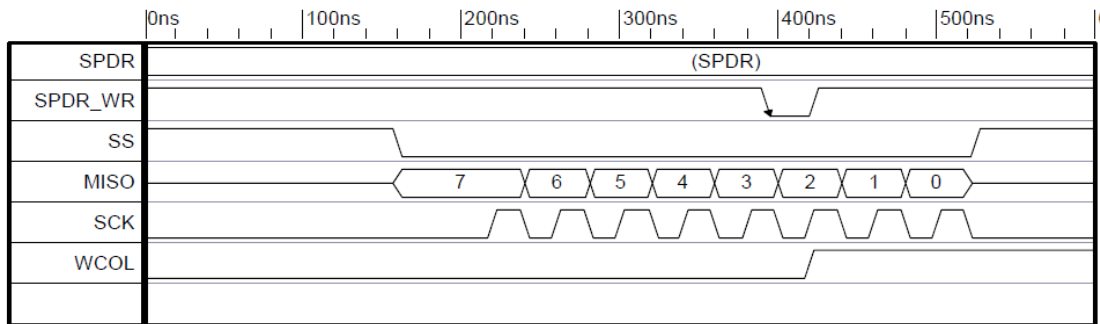 0ns 100ns 200ns 300ns 400ns 500ns
SPDR (SPDR)
SPDR_WR
SS
MISO 7 6 5 4 3 2 1 0
SCK
WCOL